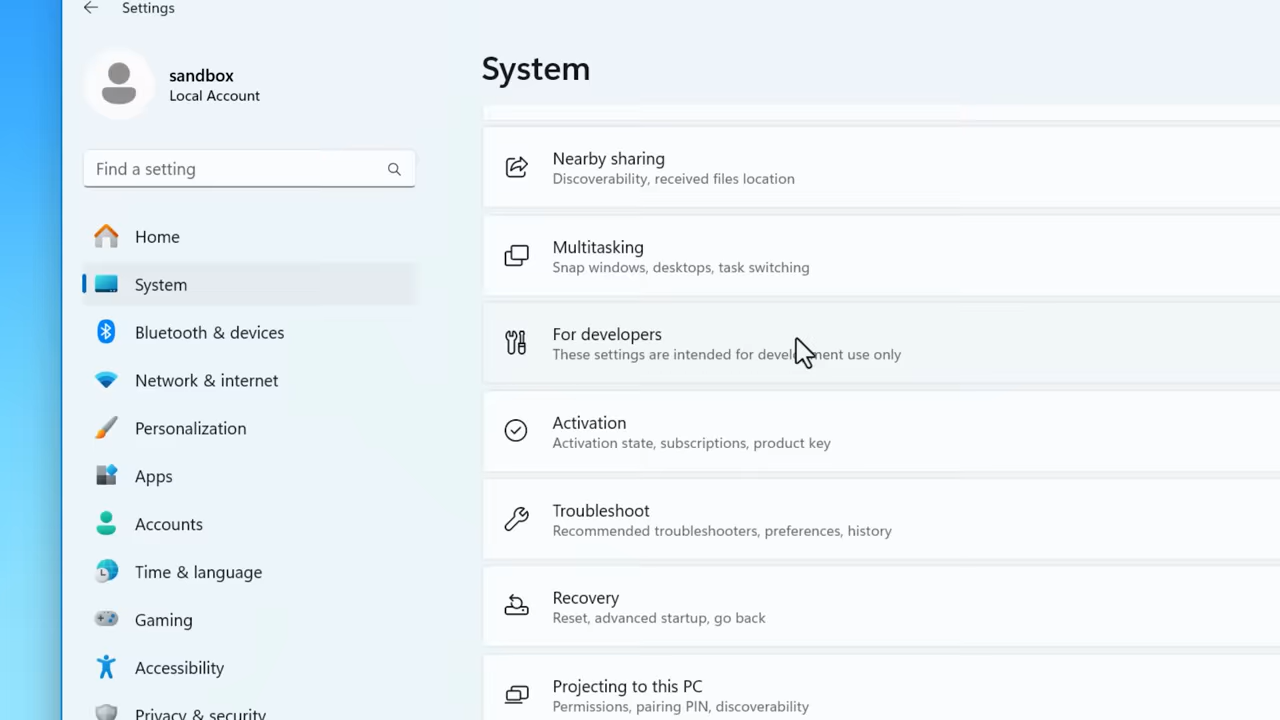 Settings
sandbox
Local Account
Find a setting
Home
System
Bluetooth & devices
Network & internet
Personalization
Apps
Accounts
Time & language
Gaming
Accessibility
Privacy & security
System
Nearby sharing
Discoverability, received files location
Multitasking
Snap windows, desktops, task switching
For developers
These settings are intended for development use only
Activation
Activation state, subscriptions, product key
Troubleshoot
Recommended troubleshooters, preferences, history
Recovery
Reset, advanced startup, go back
Projecting to this PC
Permissions, pairing PIN, discoverability